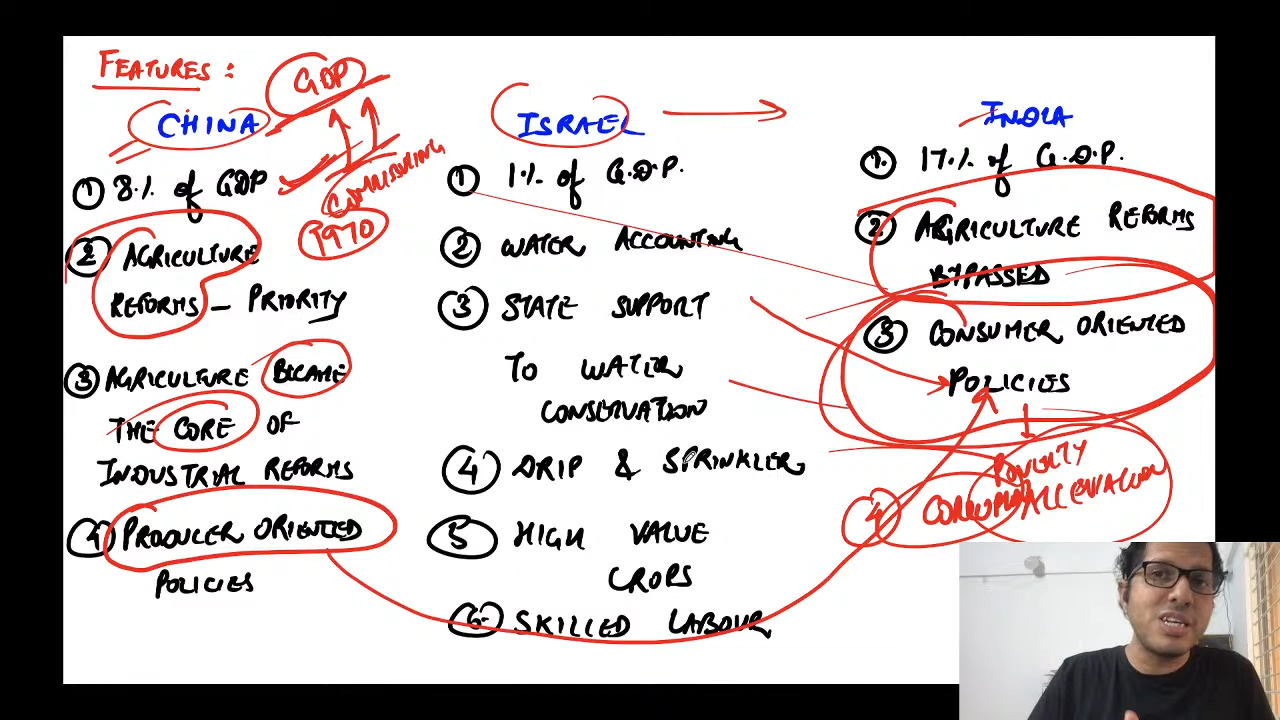 FEATURES :
GDP
CHINA
① 8% of GDP
1970
② AGRICULTURE
REFORMS – PRIORITY
③ AGRICULTURE BECAME
THE CORE OF
INDUSTRIAL REFORMS
④ PRODUCER ORIENTED
POLICIES
ISRAEL
① 1% of G.D.P.
② WATER ACCOUNTING
③ STATE SUPPORT
TO WATER
CONSERVATION
④ DRIP & SPRINKLER
⑤ HIGH VALUE
CROPS
⑥ SKILLED LABOUR
INDIA
① 17% of G.D.P.
② AGRICULTURE REFORMS
BYPASSED
③ CONSUMER ORIENTED
POLICIES
POVERTY
④